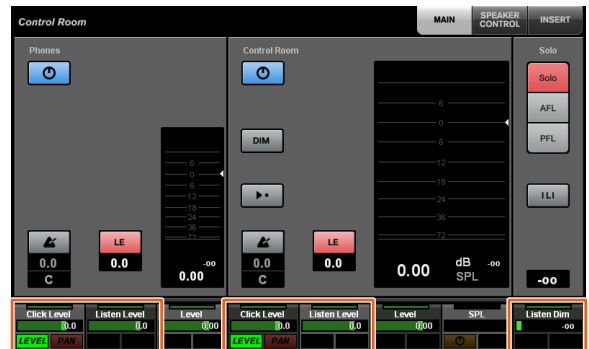 Control Room
MAIN
SPEAKER CONTROL
INSERT
Phones
Control Room
Solo
Solo
AFL
PFL
DIM
6
0
6
12
18
24
36
72
6
0
6
12
18
24
36
72
LE
0.0
0.0
C
-oo
0.00
LE
0.0
0.0
C
0.00
dB
SPL
-oo
-oo
Click Level
0.0
LEVEL
PAN
Listen Level
0.0
Level
0.00
Click Level
0.0
LEVEL
PAN
Listen Level
0.0
Level
0.00
SPL
Listen Dim
-oo